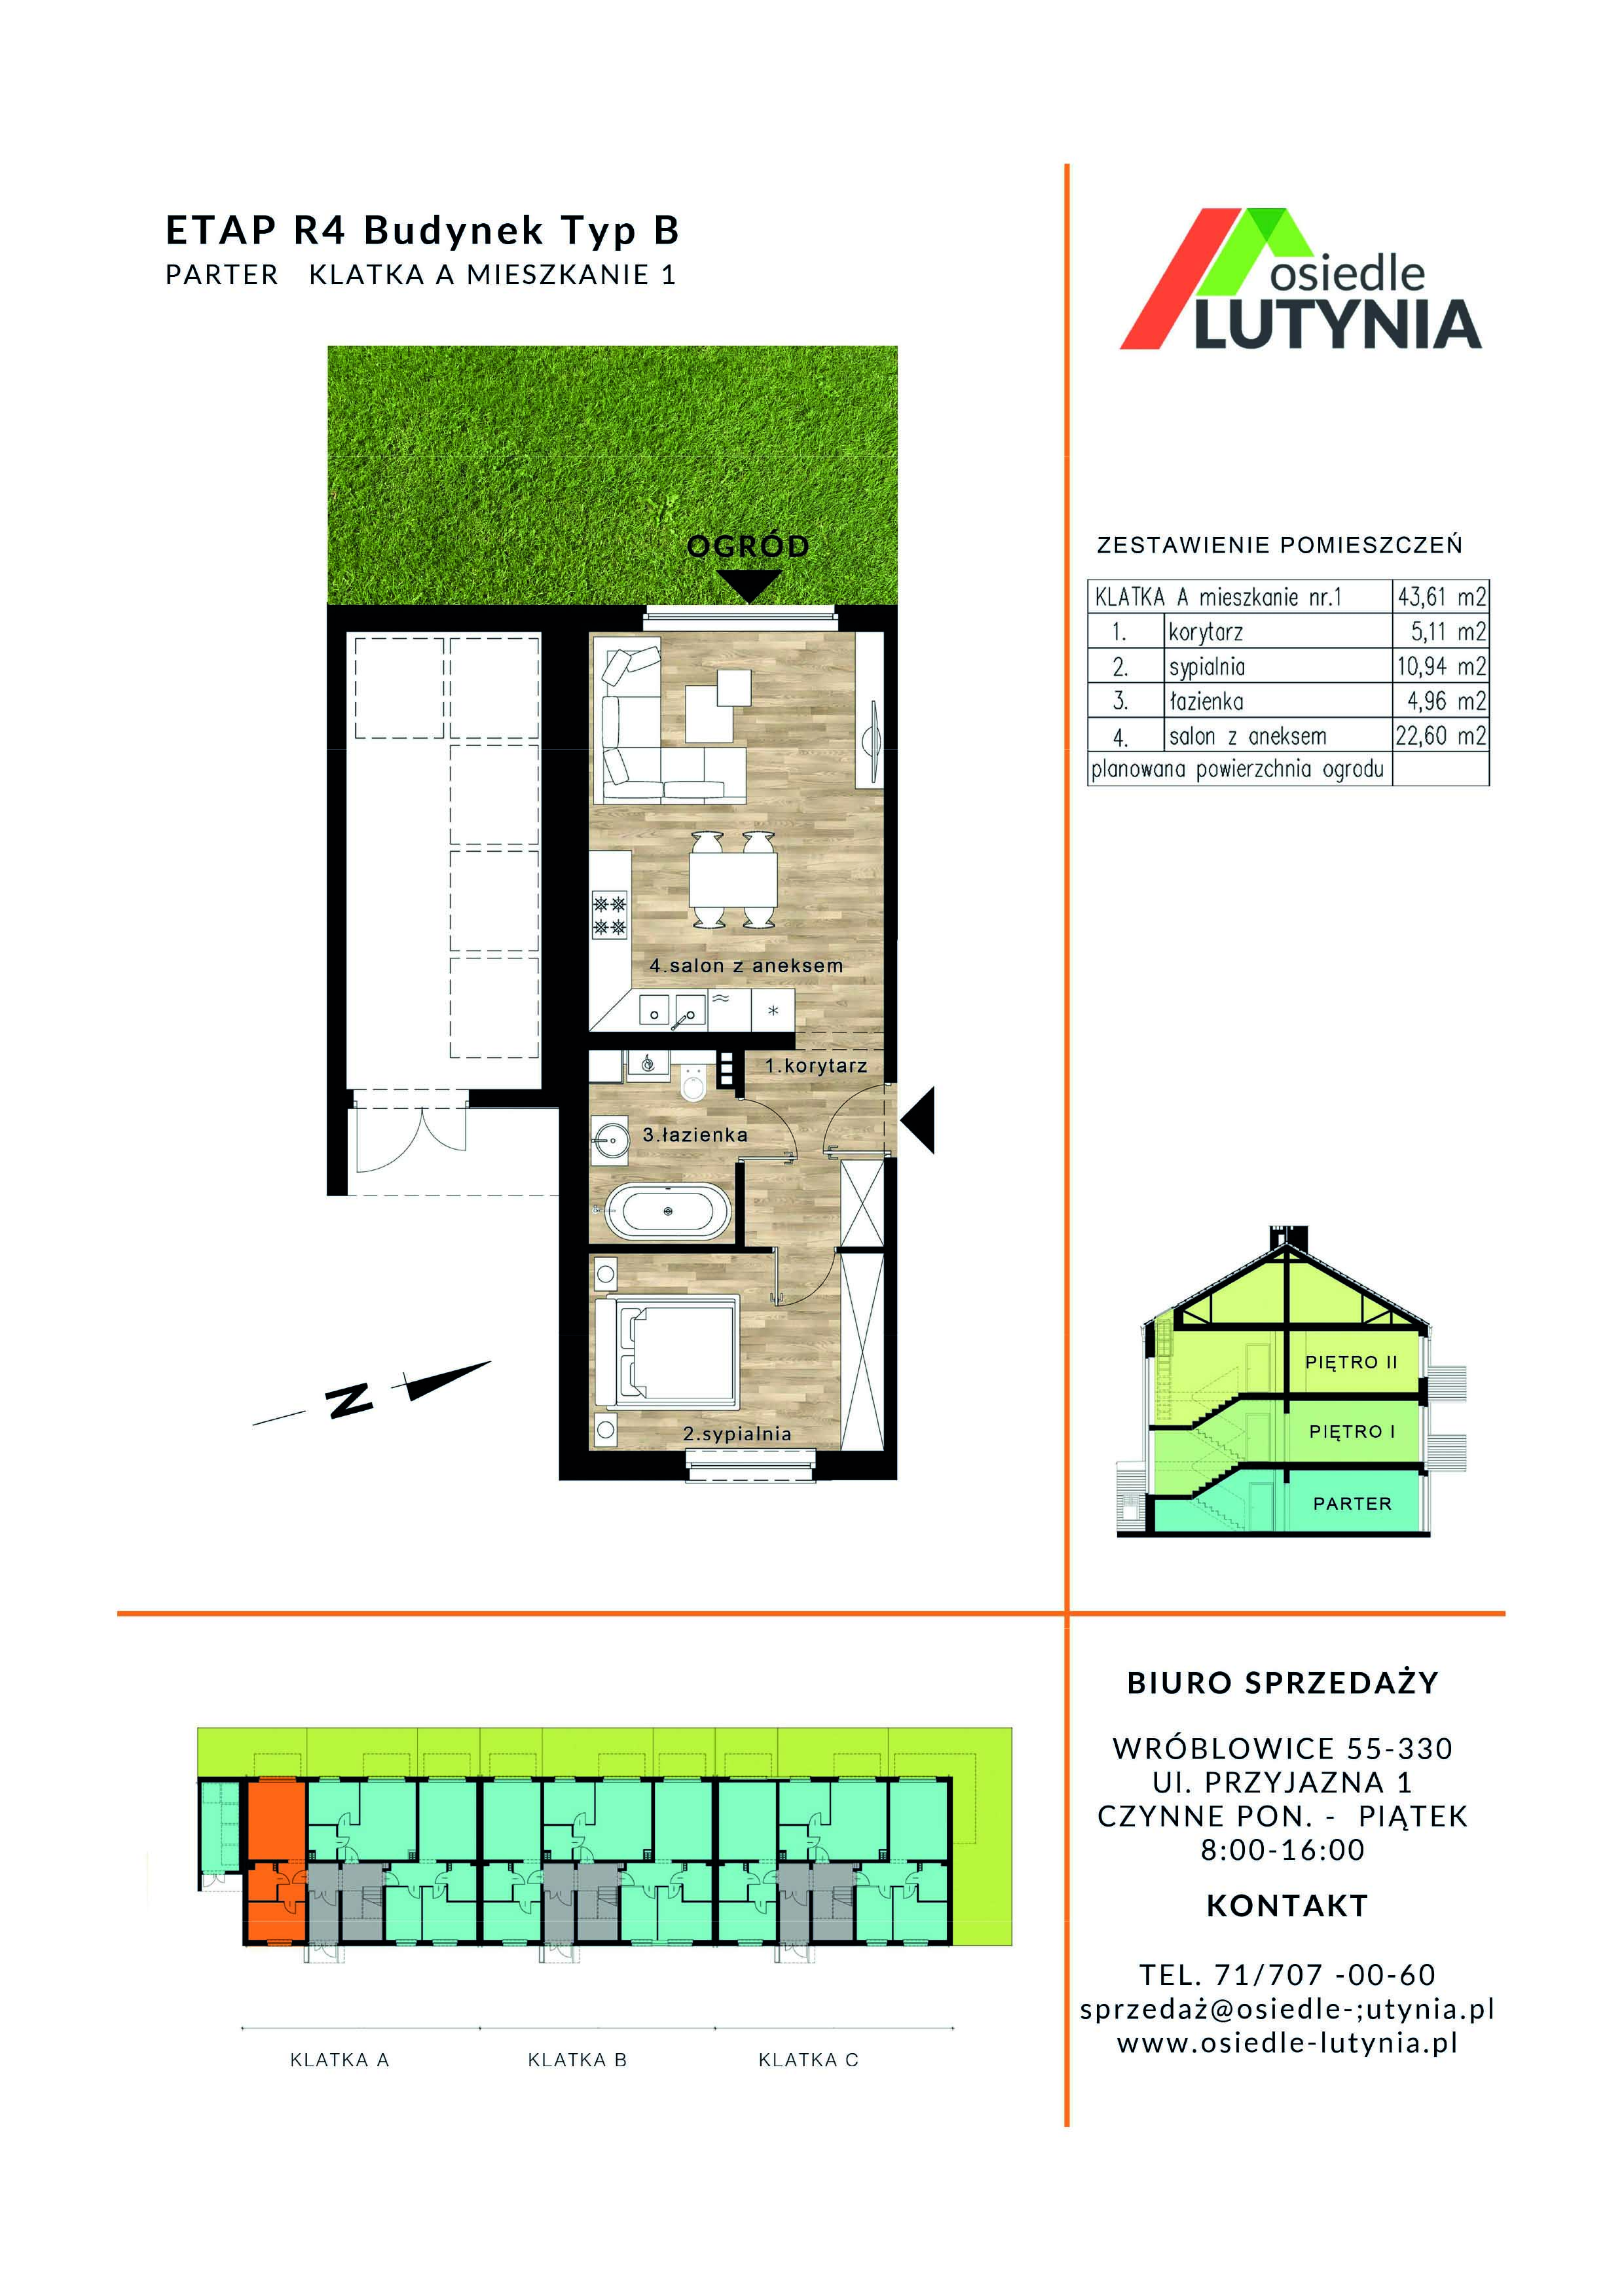 ETAP R4 Budynek Typ B
PARTER KLATKA A MIESZKANIE 1
osiedle
LUTYNIA
OGRÓD
ZESTAWIENIE POMIESZCZEŃ
KLATKA A mieszkanie nr.1 43,61 m2
1. korytarz 5,11 m2
2. sypialnia 10,94 m2
3. łazienka 4,96 m2
4. salon z aneksem 22,60 m2
planowana powierzchnia ogrodu
4.salon z aneksem
1.korytarz
3.łazienka
2.sypialnia
N
PIĘTRO II
PIĘTRO I
PARTER
BIURO SPRZEDAŻY
WRÓBLOWICE 55-330
Ul. PRZYJAZNA 1
CZYNNE PON. - PIĄTEK
8:00-16:00
KONTAKT
TEL. 71/707 -00-60
sprzedaż@osiedle-;utynia.pl
www.osiedle-lutynia.pl
KLATKA A
KLATKA B
KLATKA C